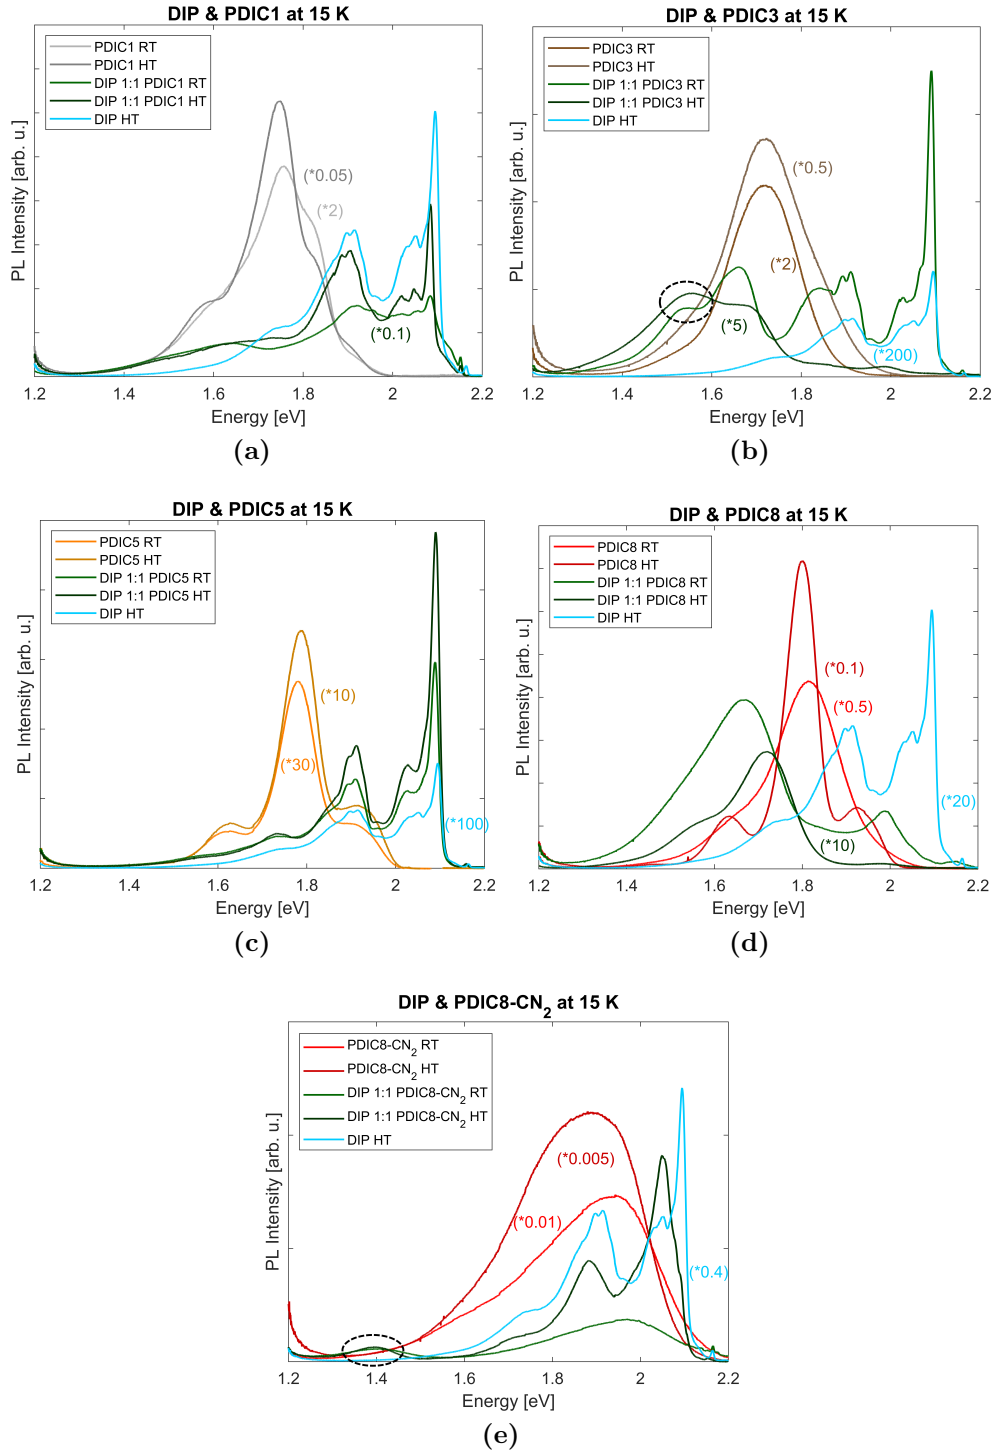 DIP & PDIC1 at 15 K
PDIC1 RT
PDIC1 HT
DIP 1:1 PDIC1 RT
DIP 1:1 PDIC1 HT
DIP HT
(*0.05)
(*2)
(*0.1)
PL Intensity [arb. u.]
1.2 1.4 1.6 1.8 2 2.2
Energy [eV]
(a)
DIP & PDIC3 at 15 K
PDIC3 RT
PDIC3 HT
DIP 1:1 PDIC3 RT
DIP 1:1 PDIC3 HT
DIP HT
(*0.5)
(*2)
(*5)
(*200)
PL Intensity [arb. u.]
1.2 1.4 1.6 1.8 2 2.2
Energy [eV]
(b)
DIP & PDIC5 at 15 K
PDIC5 RT
PDIC5 HT
DIP 1:1 PDIC5 RT
DIP 1:1 PDIC5 HT
DIP HT
(*10)
(*30)
(*100)
PL Intensity [arb. u.]
1.2 1.4 1.6 1.8 2 2.2
Energy [eV]
(c)
DIP & PDIC8 at 15 K
PDIC8 RT
PDIC8 HT
DIP 1:1 PDIC8 RT
DIP 1:1 PDIC8 HT
DIP HT
(*0.1)
(*0.5)
(*20)
(*10)
PL Intensity [arb. u.]
1.2 1.4 1.6 1.8 2 2.2
Energy [eV]
(d)
DIP & PDIC8-CN2 at 15 K
PDIC8-CN2 RT
PDIC8-CN2 HT
DIP 1:1 PDIC8-CN2 RT
DIP 1:1 PDIC8-CN2 HT
DIP HT
(*0.005)
(*0.01)
(*0.4)
PL Intensity [arb. u.]
1.2 1.4 1.6 1.8 2 2.2
Energy [eV]
(e)